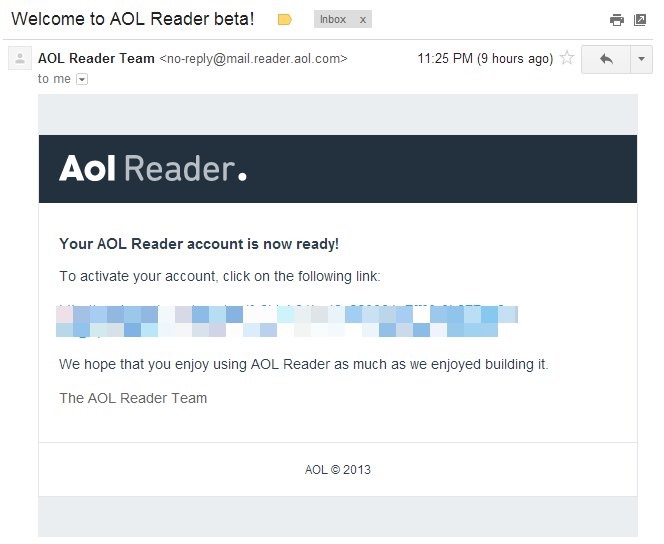 Welcome to AOL Reader beta!
Inbox x
AOL Reader Team <no-reply@mail.reader.aol.com>
11:25 PM (9 hours ago)
to me
Aol Reader.
Your AOL Reader account is now ready!
To activate your account, click on the following link:
We hope that you enjoy using AOL Reader as much as we enjoyed building it.
The AOL Reader Team
AOL © 2013